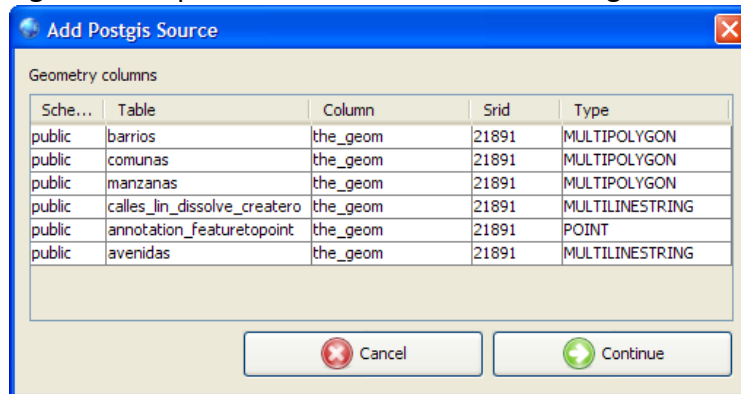 Add Postgis Source
Geometry columns
Sche... Table Column Srid Type
public barrios the_geom 21891 MULTIPOLYGON
public comunas the_geom 21891 MULTIPOLYGON
public manzanas the_geom 21891 MULTIPOLYGON
public calles_lin_dissolve_createro the_geom 21891 MULTILINESTRING
public annotation_featuretopoint the_geom 21891 POINT
public avenidas the_geom 21891 MULTILINESTRING
Cancel Continue